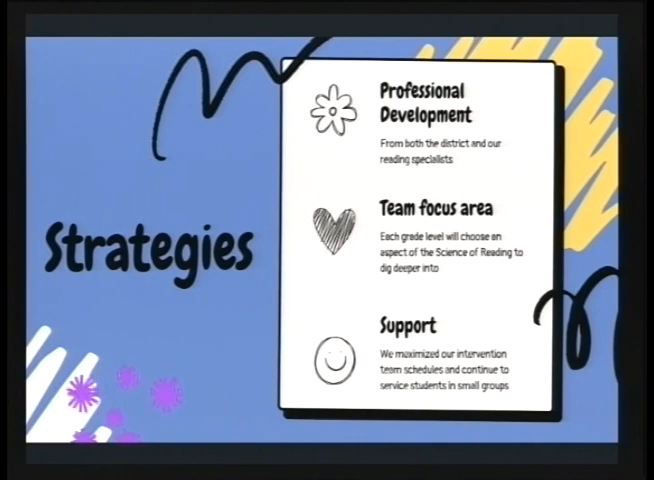 Strategies
Professional
Development
From both the district and our
reading specialists
Team focus area
Each grade level will choose an
aspect of the Science of Reading to
dig deeper into
Support
We maximized our intervention
team schedules and continue to
service students in small groups